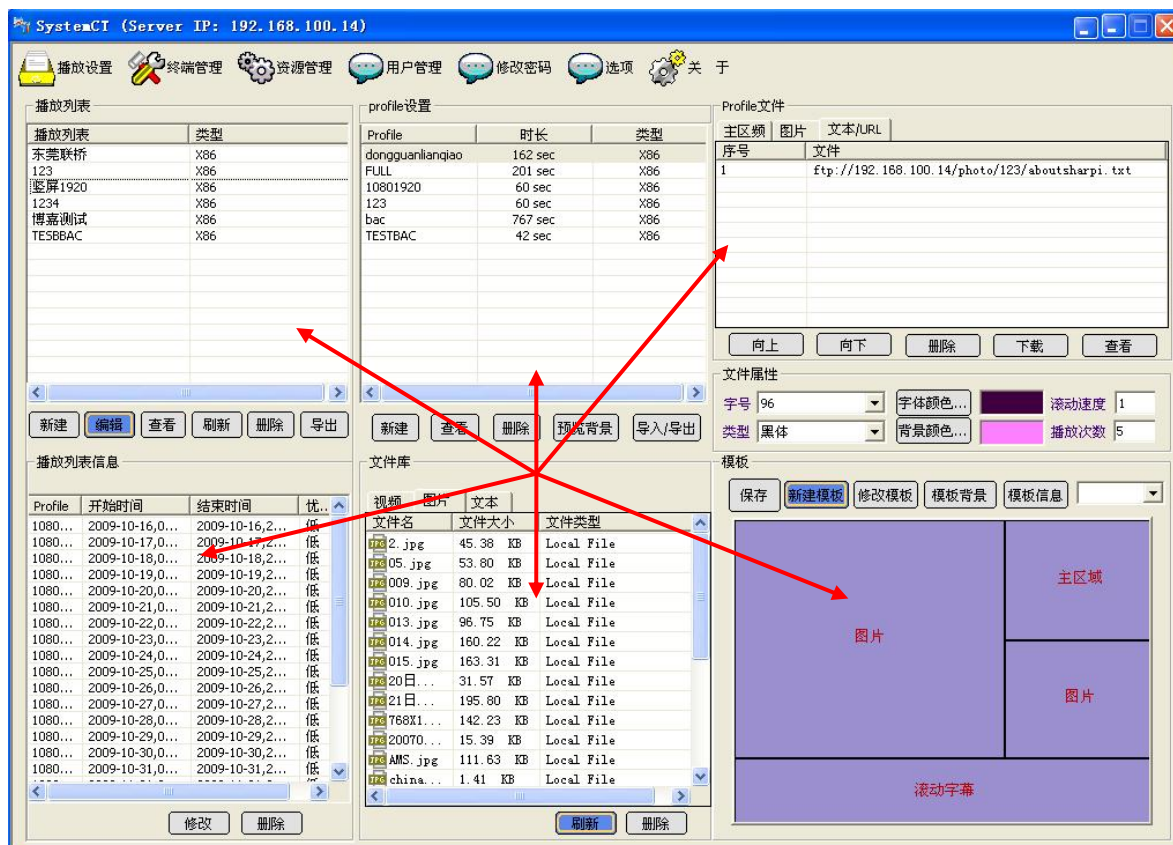 SystemCT (Server IP: 192.168.100.14)
播放设置 终端管理 资源管理 用户管理 修改密码 选项 关 于
播放列表
播放列表 类型
东莞联桥 X86
123 X86
竖屏1920 X86
1234 X86
博嘉测试 X86
TESBBAC X86
新建 编辑 查看 刷新 删除 导出
profile设置
Profile 时长 类型
dongguanlianqiao 162 sec X86
FULL 201 sec X86
10801920 60 sec X86
123 60 sec X86
bac 767 sec X86
TESTBAC 42 sec X86
新建 查看 删除 预览背景 导入/导出
Profile文件
主区频 图片 文本/URL
序号 文件
1 ftp://192.168.100.14/photo/123/aboutsharpi.txt
向上 向下 删除 下载 查看
文件属性
字号 96 字体颜色... 滚动速度 1
类型 黑体 背景颜色... 播放次数 5
播放列表信息
Profile 开始时间 结束时间 优..
1080... 2009-10-16,0... 2009-10-16,2... 低
1080... 2009-10-17,0... 2009-10-17,2... 低
1080... 2009-10-18,0... 2009-10-18,2... 低
1080... 2009-10-19,0... 2009-10-19,2... 低
1080... 2009-10-20,0... 2009-10-20,2... 低
1080... 2009-10-21,0... 2009-10-21,2... 低
1080... 2009-10-22,0... 2009-10-22,2... 低
1080... 2009-10-23,0... 2009-10-23,2... 低
1080... 2009-10-24,0... 2009-10-24,2... 低
1080... 2009-10-25,0... 2009-10-25,2... 低
1080... 2009-10-26,0... 2009-10-26,2... 低
1080... 2009-10-27,0... 2009-10-27,2... 低
1080... 2009-10-28,0... 2009-10-28,2... 低
1080... 2009-10-29,0... 2009-10-29,2... 低
1080... 2009-10-30,0... 2009-10-30,2... 低
1080... 2009-10-31,0... 2009-10-31,2... 低
修改 删除
文件库
视频 图片 文本
文件名 文件大小 文件类型
2.jpg 45.38 KB Local File
05.jpg 53.80 KB Local File
009.jpg 80.02 KB Local File
010.jpg 105.50 KB Local File
013.jpg 96.75 KB Local File
014.jpg 160.22 KB Local File
015.jpg 163.31 KB Local File
20日... 31.57 KB Local File
21日... 195.80 KB Local File
768X1... 142.23 KB Local File
20070... 15.39 KB Local File
AMS.jpg 111.63 KB Local File
china... 1.41 KB Local File
刷新 删除
模板
保存 新建模板 修改模板 模板背景 模板信息
图片
主区域
图片
滚动字幕